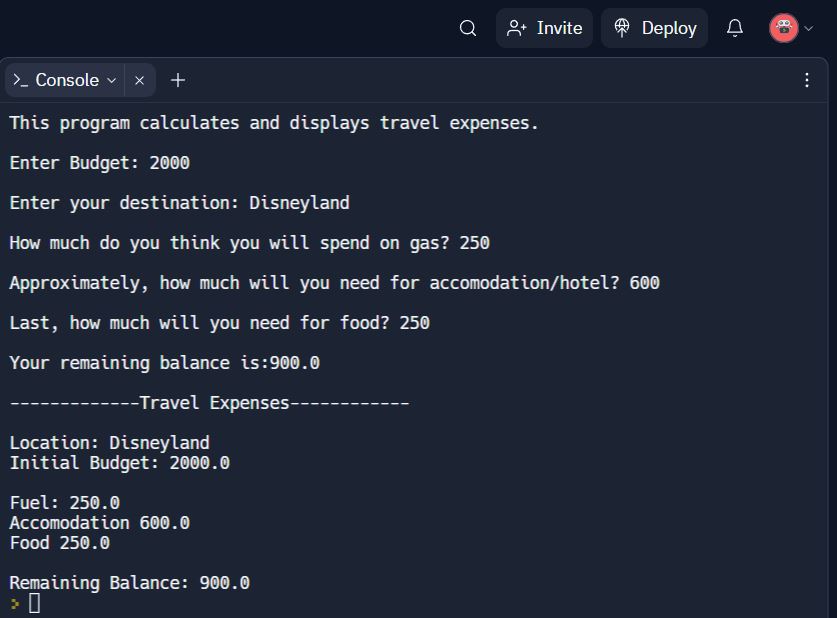 Invite
Deploy
>_ Console
This program calculates and displays travel expenses.
Enter Budget: 2000
Enter your destination: Disneyland
How much do you think you will spend on gas? 250
Approximately, how much will you need for accomodation/hotel? 600
Last, how much will you need for food? 250
Your remaining balance is:900.0
-------------Travel Expenses------------
Location: Disneyland
Initial Budget: 2000.0
Fuel: 250.0
Accomodation 600.0
Food 250.0
Remaining Balance: 900.0